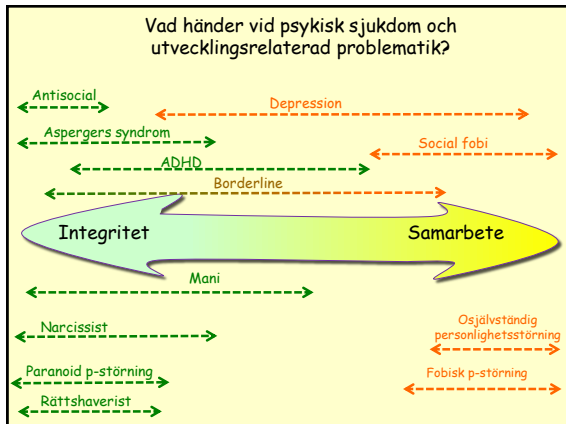 Vad händer vid psykisk sjukdom och
utvecklingsrelaterad problematik?
Antisocial
Depression
Aspergers syndrom
Social fobi
ADHD
Borderline
Integritet
Samarbete
Mani
Narcissist
Osjälvständig
personlighetsstörning
Paranoid p-störning
Fobisk p-störning
Rättshaverist